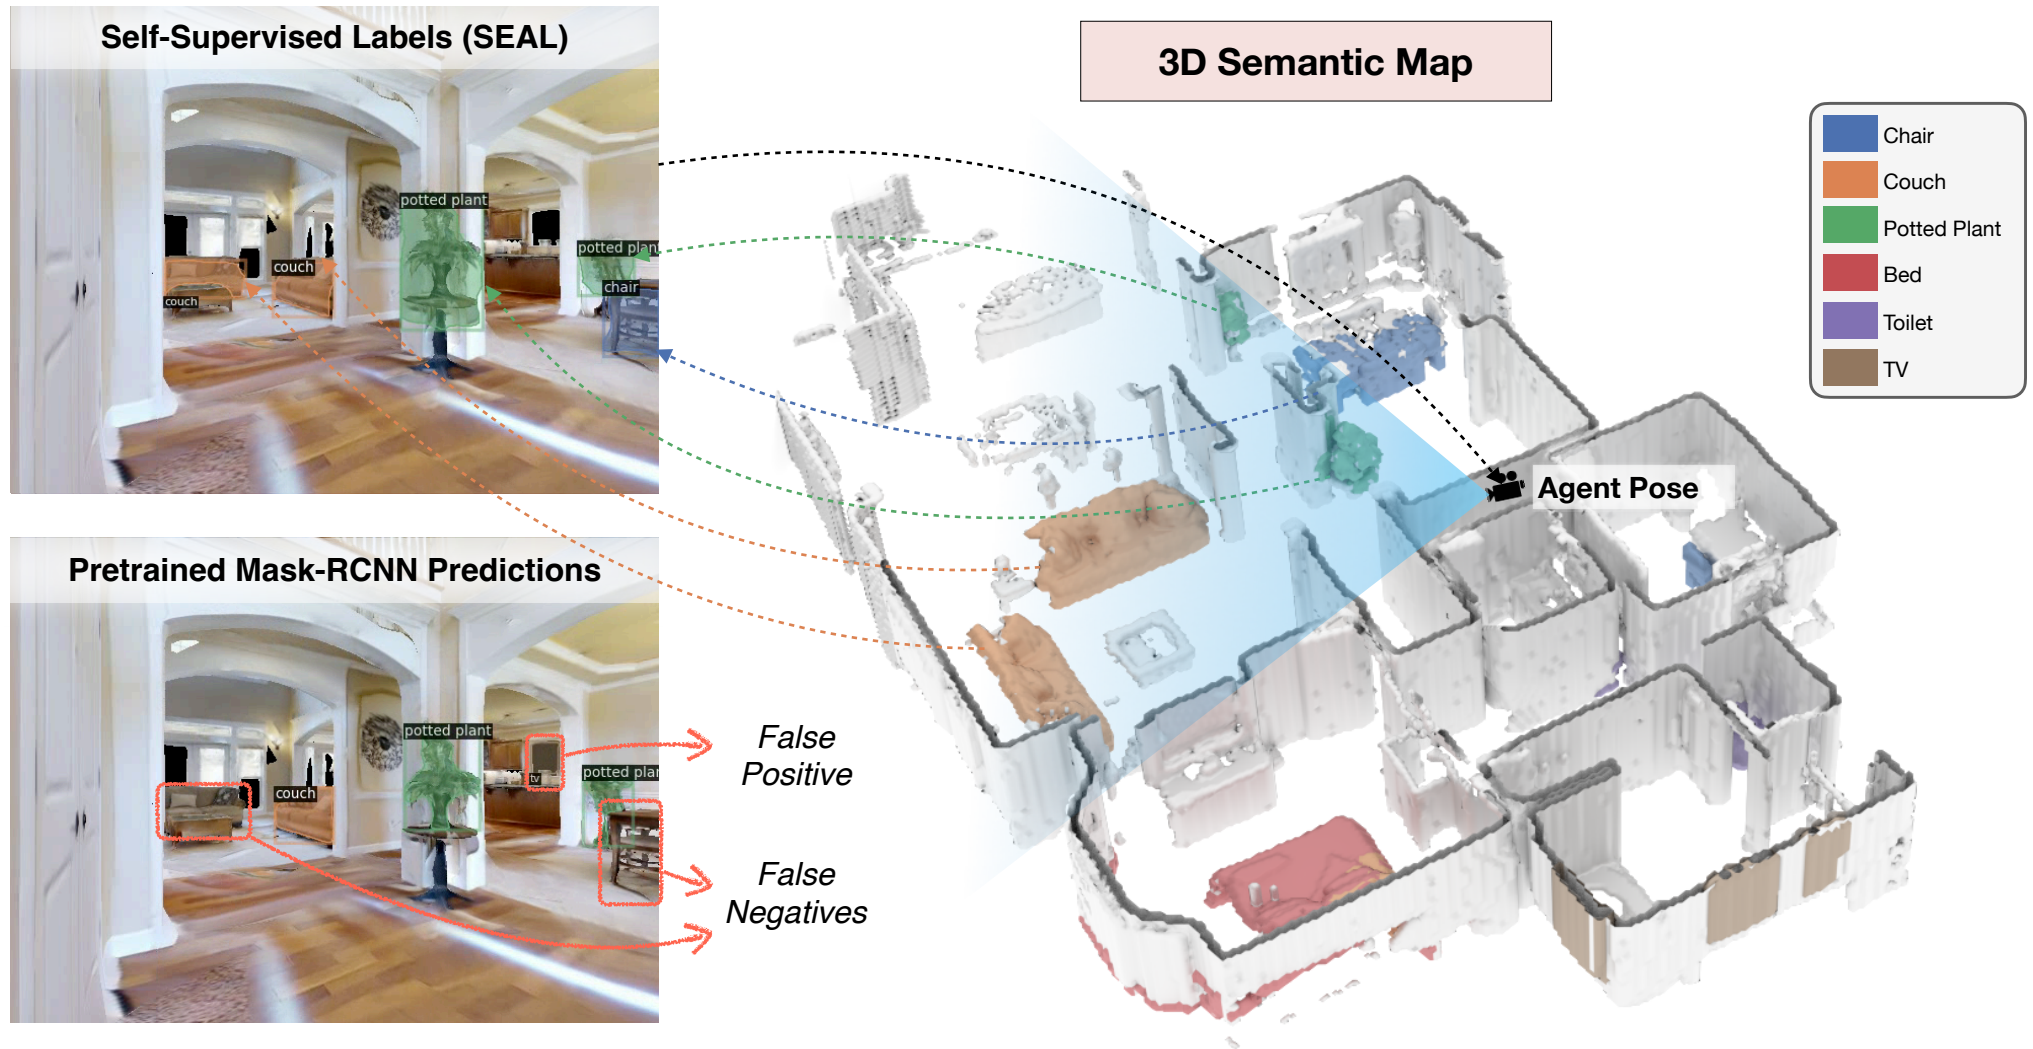 Self-Supervised Labels (SEAL)
potted plant
potted plan
couch
chair
couch
Pretrained Mask-RCNN Predictions
potted plant
tv
potted plan
couch
False
Positive
False
Negatives
3D Semantic Map
Agent Pose
Chair
Couch
Potted Plant
Bed
Toilet
TV